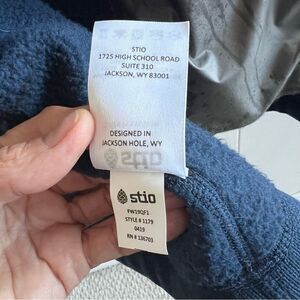 STIO
1725 HIGH SCHOOL ROAD
SUITE 310
JACKSON, WY 83001
DESIGNED IN
JACKSON HOLE, WY
stio
FW19QF1
STYLE # 1179
0419
RN # 136703